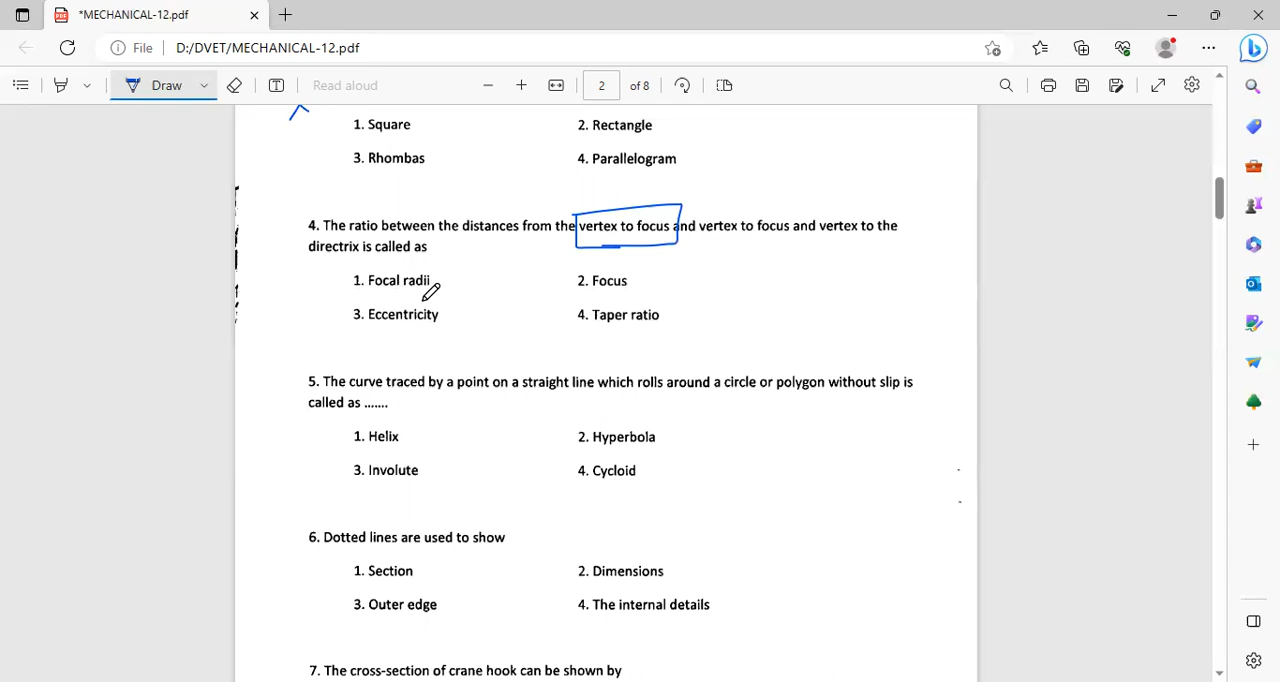 *MECHANICAL-12.pdf
File D:/DVET/MECHANICAL-12.pdf
Draw Read aloud 2 of 8
1. Square 2. Rectangle
3. Rhombas 4. Parallelogram
4. The ratio between the distances from the vertex to focus and vertex to focus and vertex to the
directrix is called as
1. Focal radii 2. Focus
3. Eccentricity 4. Taper ratio
5. The curve traced by a point on a straight line which rolls around a circle or polygon without slip is
called as .......
1. Helix 2. Hyperbola
3. Involute 4. Cycloid
6. Dotted lines are used to show
1. Section 2. Dimensions
3. Outer edge 4. The internal details
7. The cross-section of crane hook can be shown by